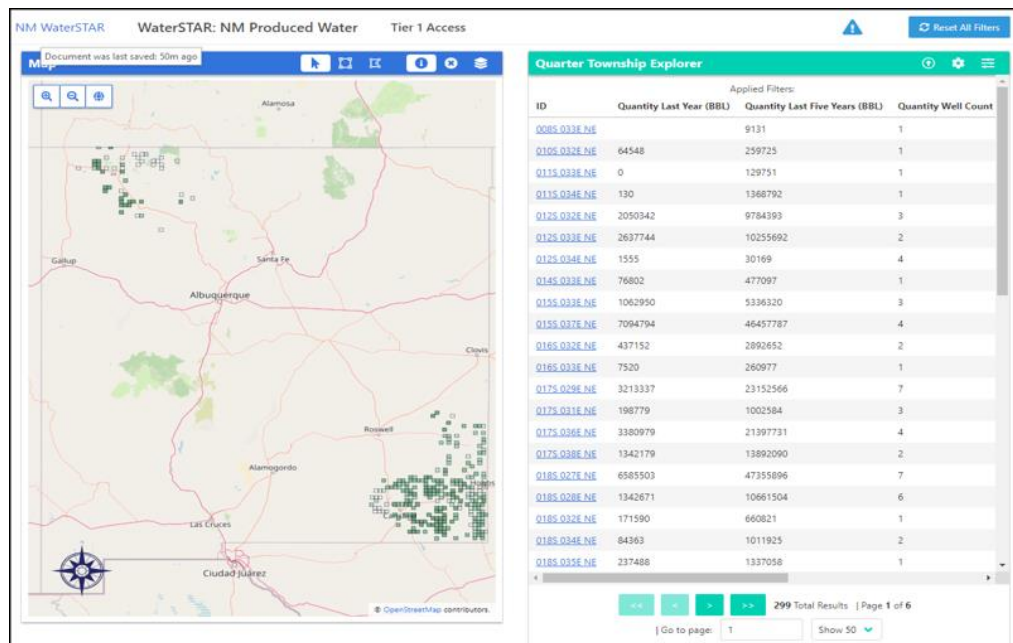 NM WaterSTAR WaterSTAR: NM Produced Water Tier 1 Access Reset All Filters
Document was last saved: 50m ago
Quarter Township Explorer
Alamosa
Gallup
Santa Fe
Albuquerque
Clovis
Roswell
Alamogordo
Las Cruces
Ciudad Juárez
© OpenStreetMap contributors.
Applied Filters:
ID Quantity Last Year (BBL) Quantity Last Five Years (BBL) Quantity Well Count
008S 033E NE 9131 1
010S 032E NE 64548 259725 1
011S 033E NE 0 129751 1
011S 034E NE 130 1368792 1
012S 032E NE 2050342 9784393 3
012S 033E NE 2637744 10255692 2
012S 034E NE 1555 30169 4
014S 033E NE 76802 477097 1
015S 033E NE 1062950 5336320 3
015S 037E NE 7094794 46457787 4
016S 032E NE 437152 2892652 2
016S 033E NE 7520 260977 1
017S 029E NE 3213337 23152566 7
017S 031E NE 198779 1002584 3
017S 036E NE 3380979 21397731 4
017S 038E NE 1342179 13892090 2
018S 027E NE 6585503 47355896 7
018S 028E NE 1342671 10661504 6
018S 032E NE 171590 660821 1
018S 034E NE 84363 1011925 2
018S 035E NE 237488 1337058 1
<< < > >> 299 Total Results | Page 1 of 6
| Go to page: 1 Show 50